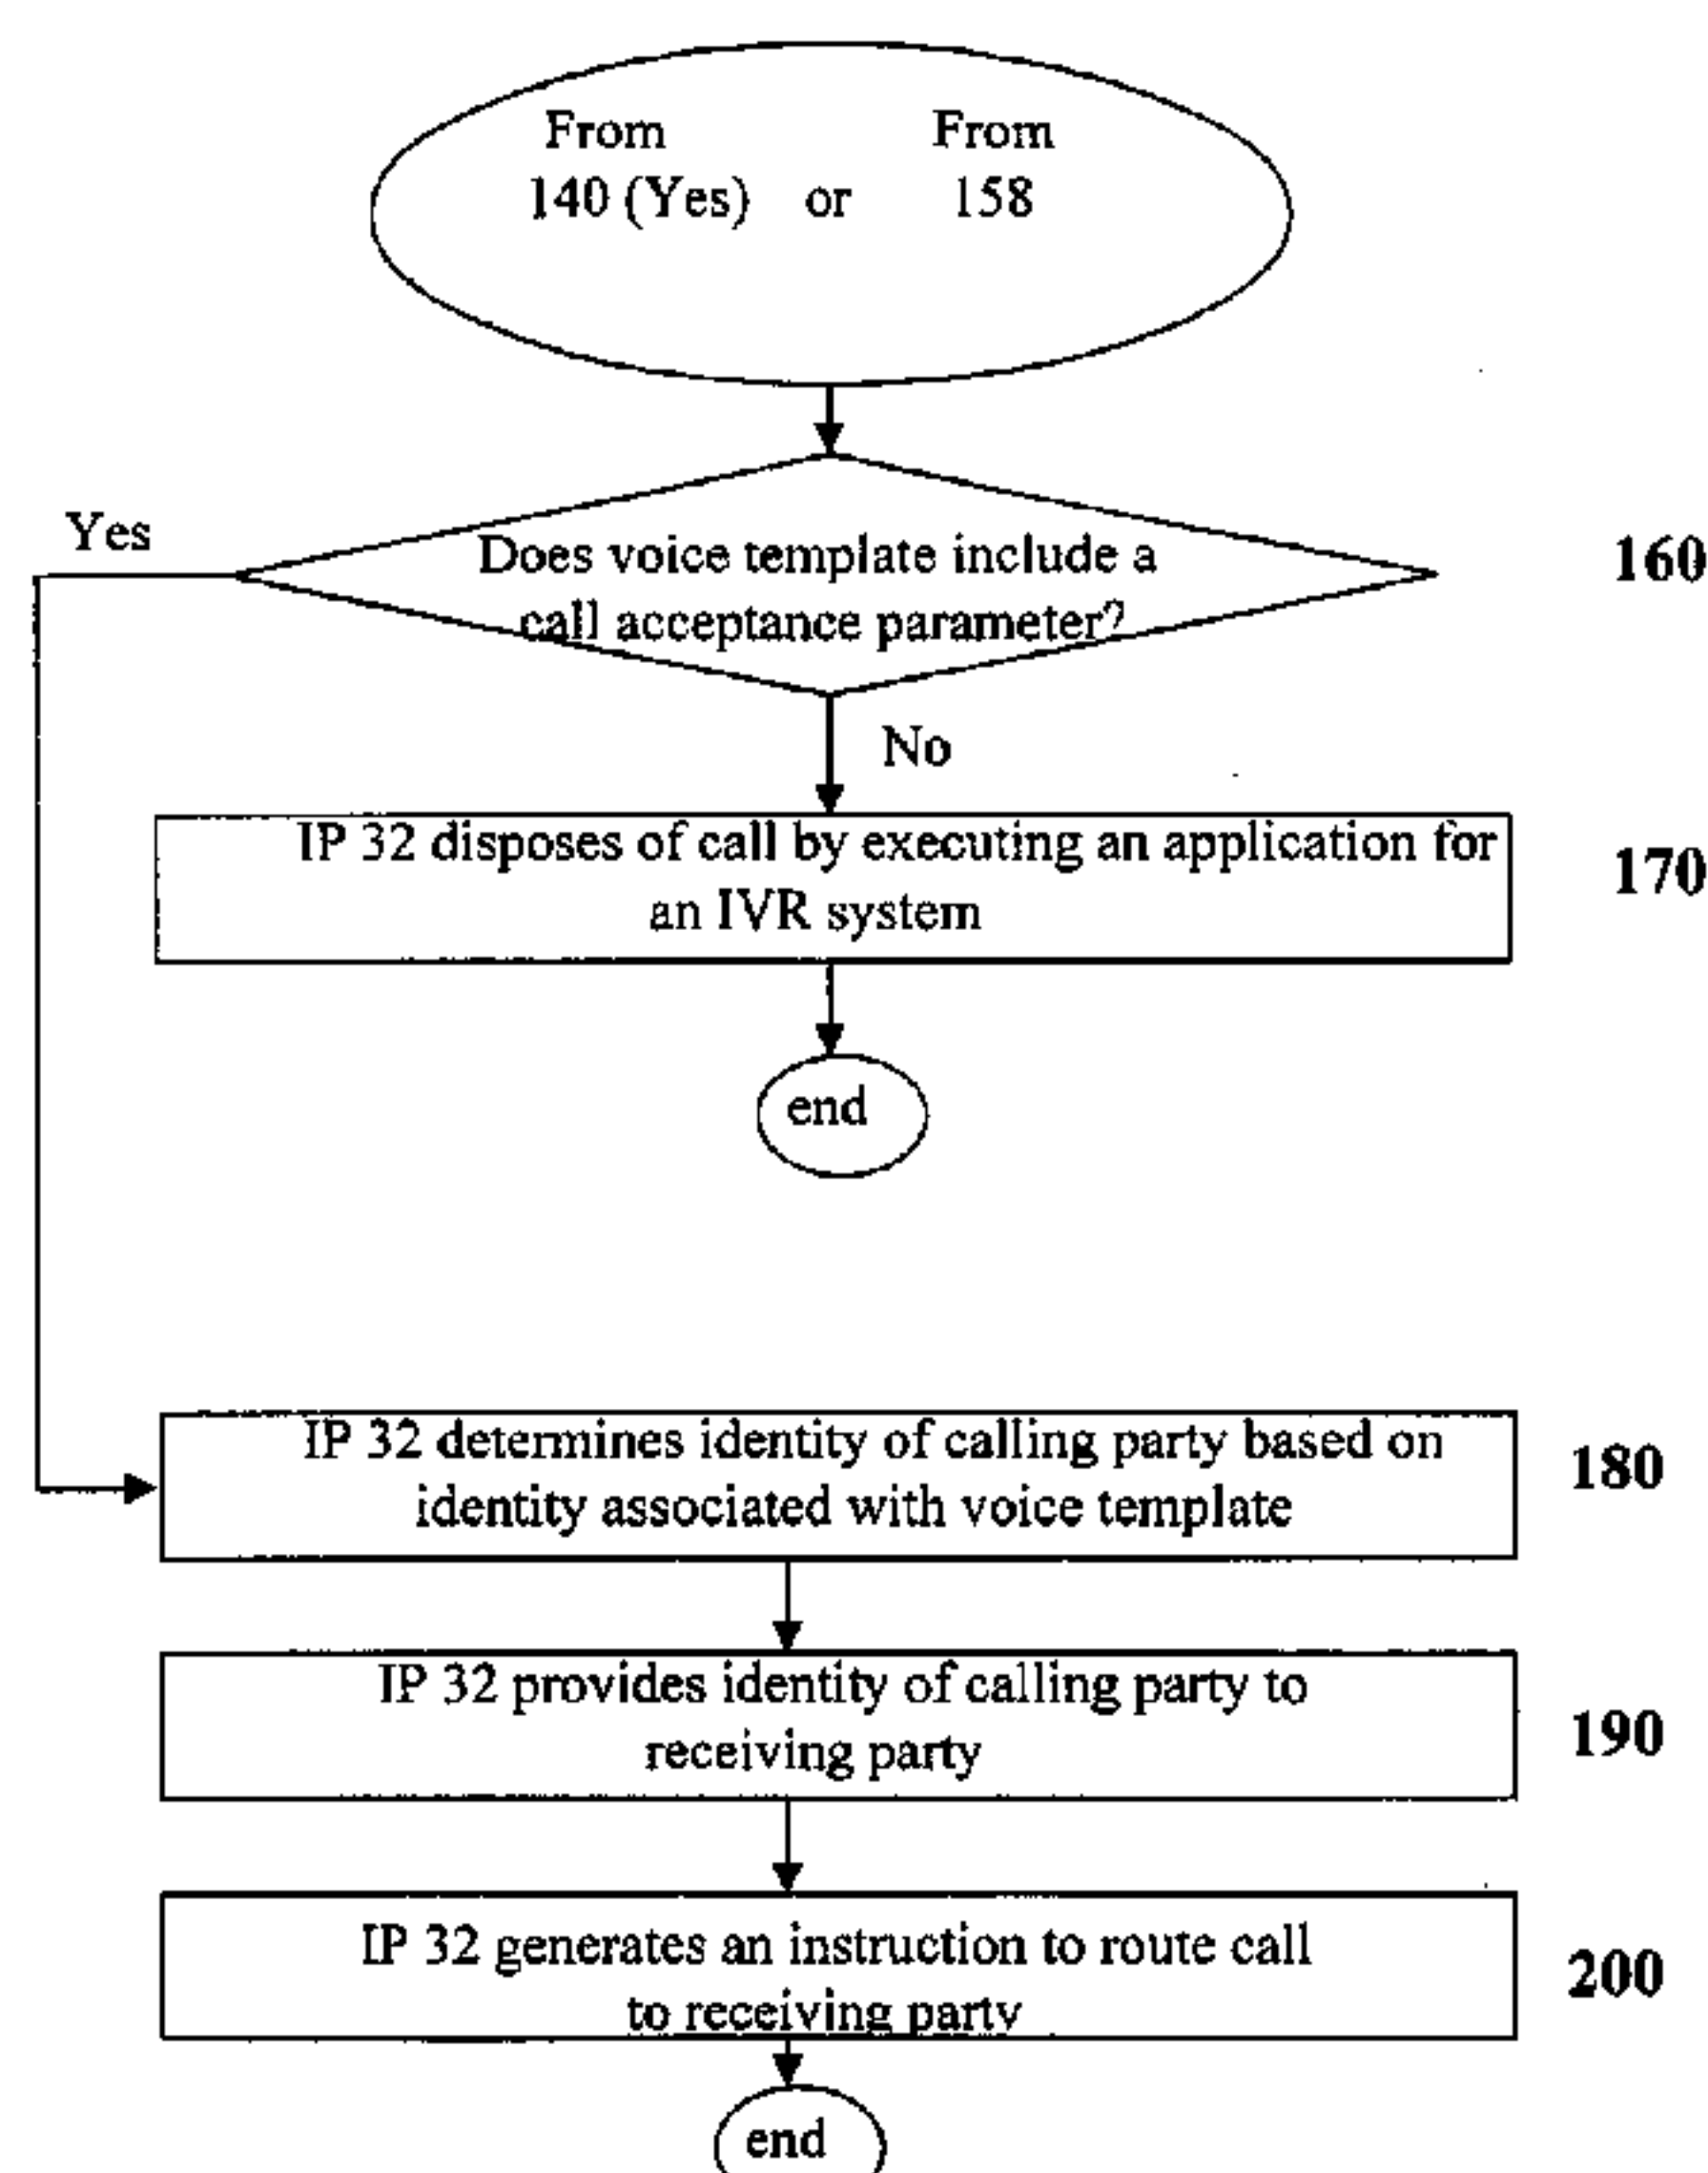 From From
140 (Yes) or 158
Yes
Does voice template include a
call acceptance parameter?
160
No
IP 32 disposes of call by executing an application for
an IVR system
170
end
IP 32 determines identity of calling party based on
identity associated with voice template
180
IP 32 provides identity of calling party to
receiving party
190
IP 32 generates an instruction to route call
to receiving party
200
end